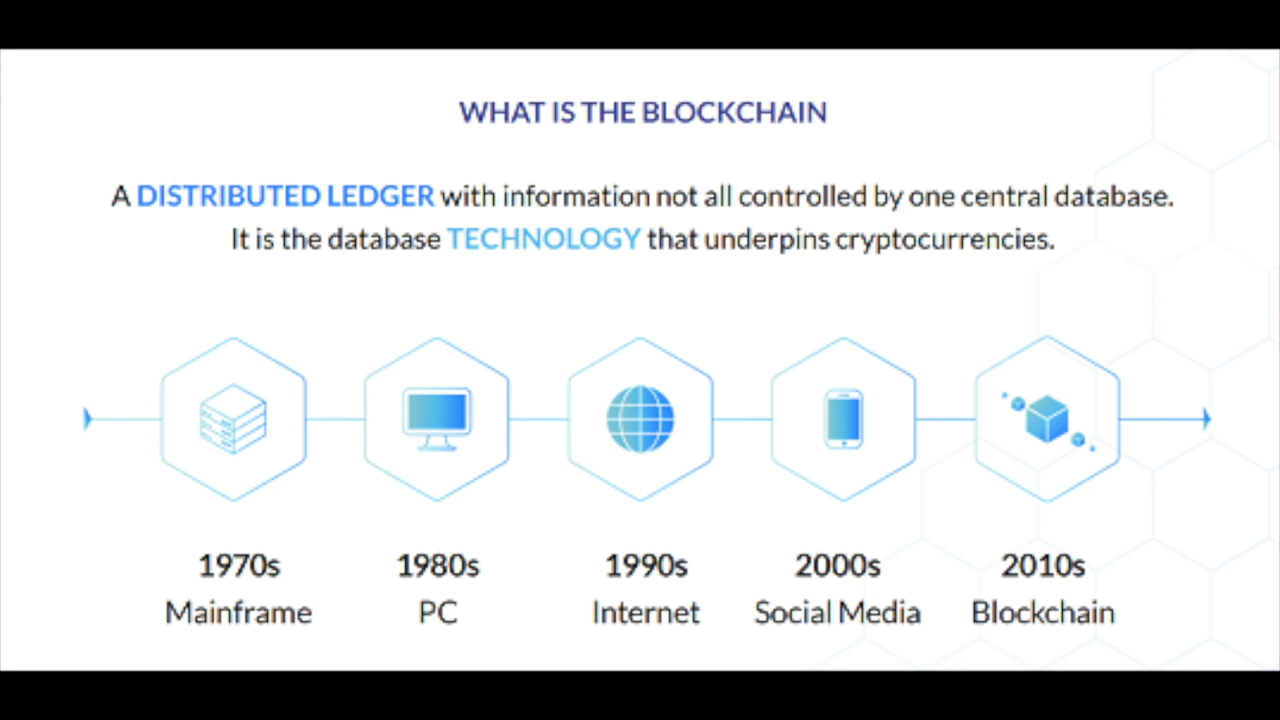 WHAT IS THE BLOCKCHAIN
A DISTRIBUTED LEDGER with information not all controlled by one central database.
It is the database TECHNOLOGY that underpins cryptocurrencies.
1970s 1980s 1990s 2000s 2010s
Mainframe PC Internet Social Media Blockchain